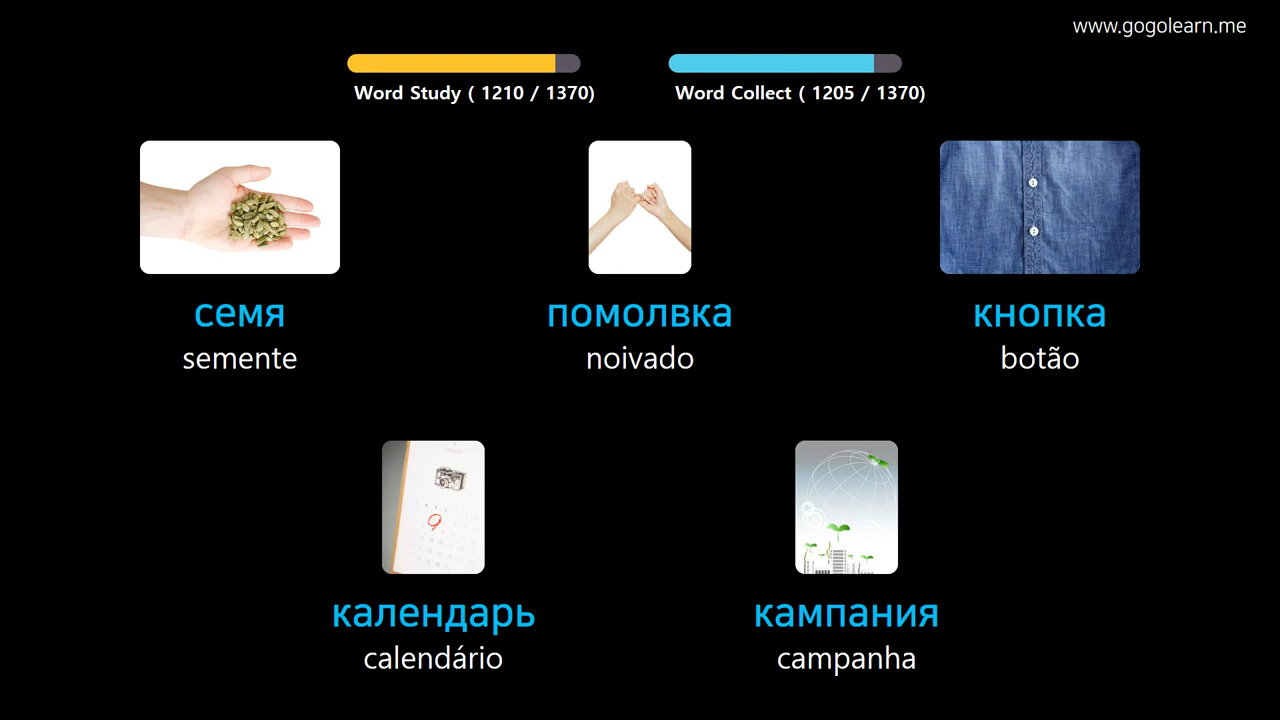 www.gogolearn.me
Word Study ( 1210 / 1370)
Word Collect ( 1205 / 1370)
семя
semente
помолвка
noivado
кнопка
botão
календарь
calendário
кампания
campanha